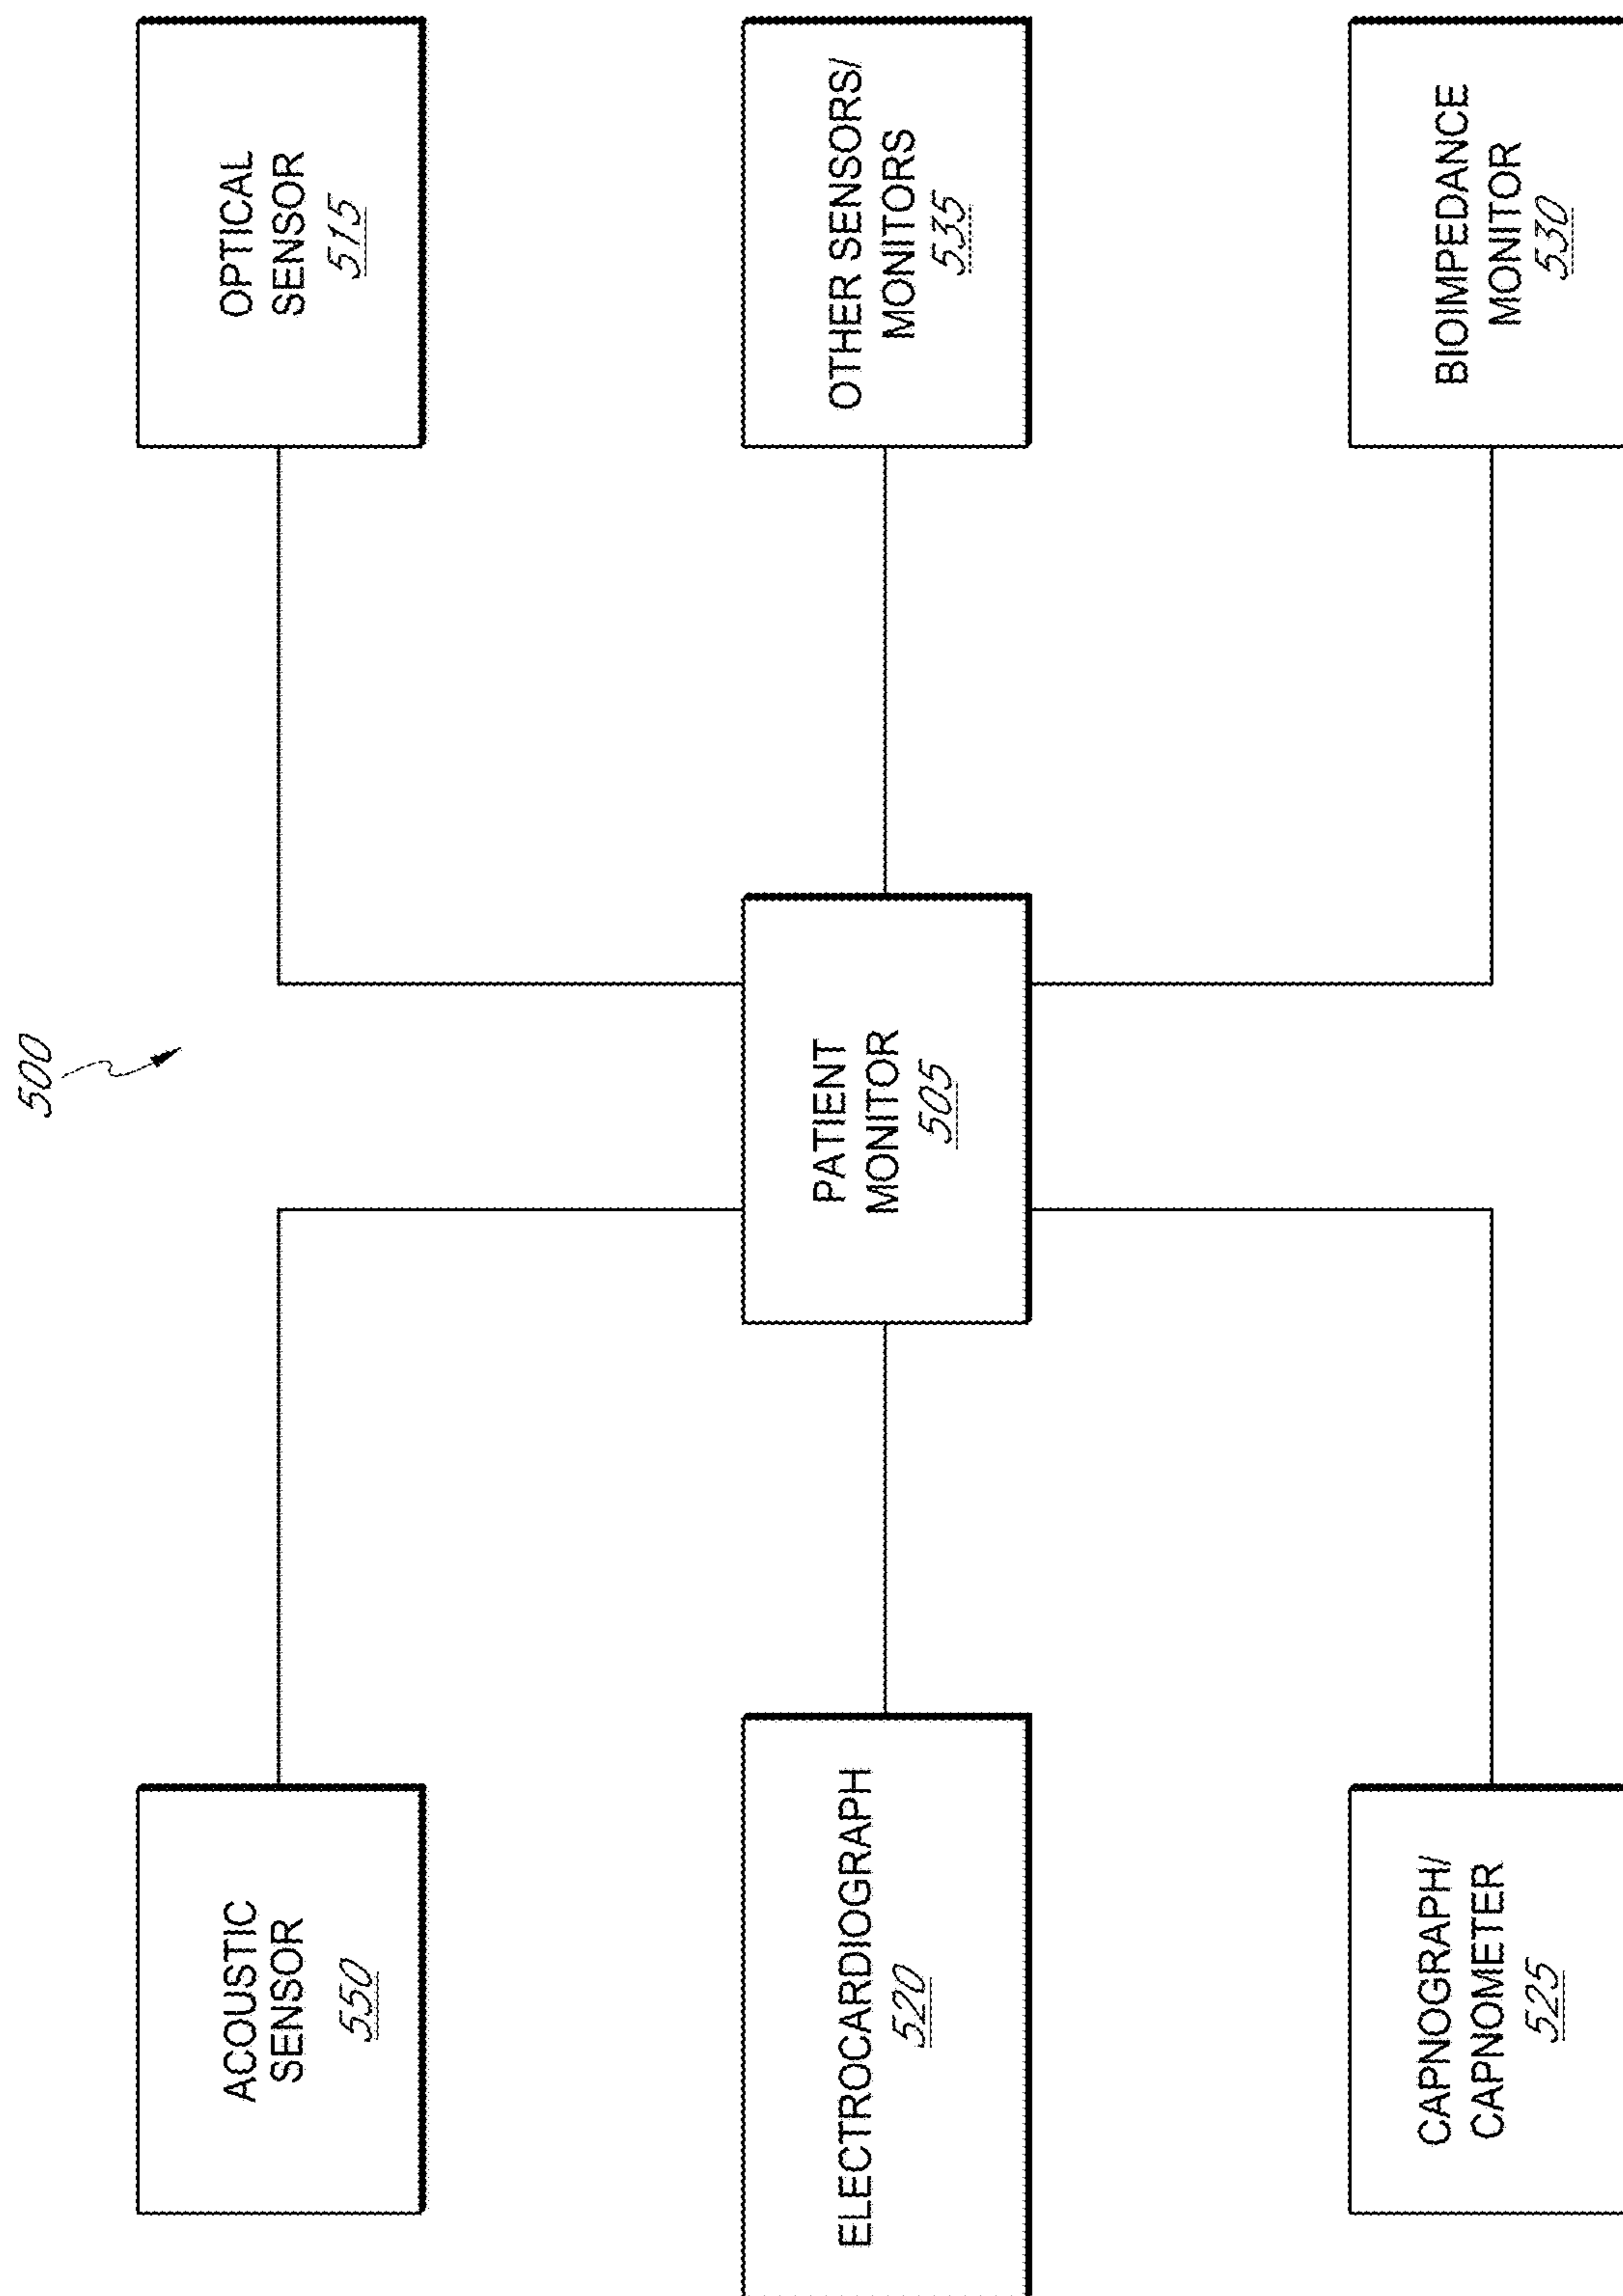 500
ACOUSTIC
SENSOR
550
OPTICAL
SENSOR
515
ELECTROCARDIOGRAPH
520
PATIENT
MONITOR
505
OTHER SENSORS/
MONITORS
535
CAPNOGRAPH/
CAPNOMETER
525
BIOIMPEDANCE
MONITOR
530